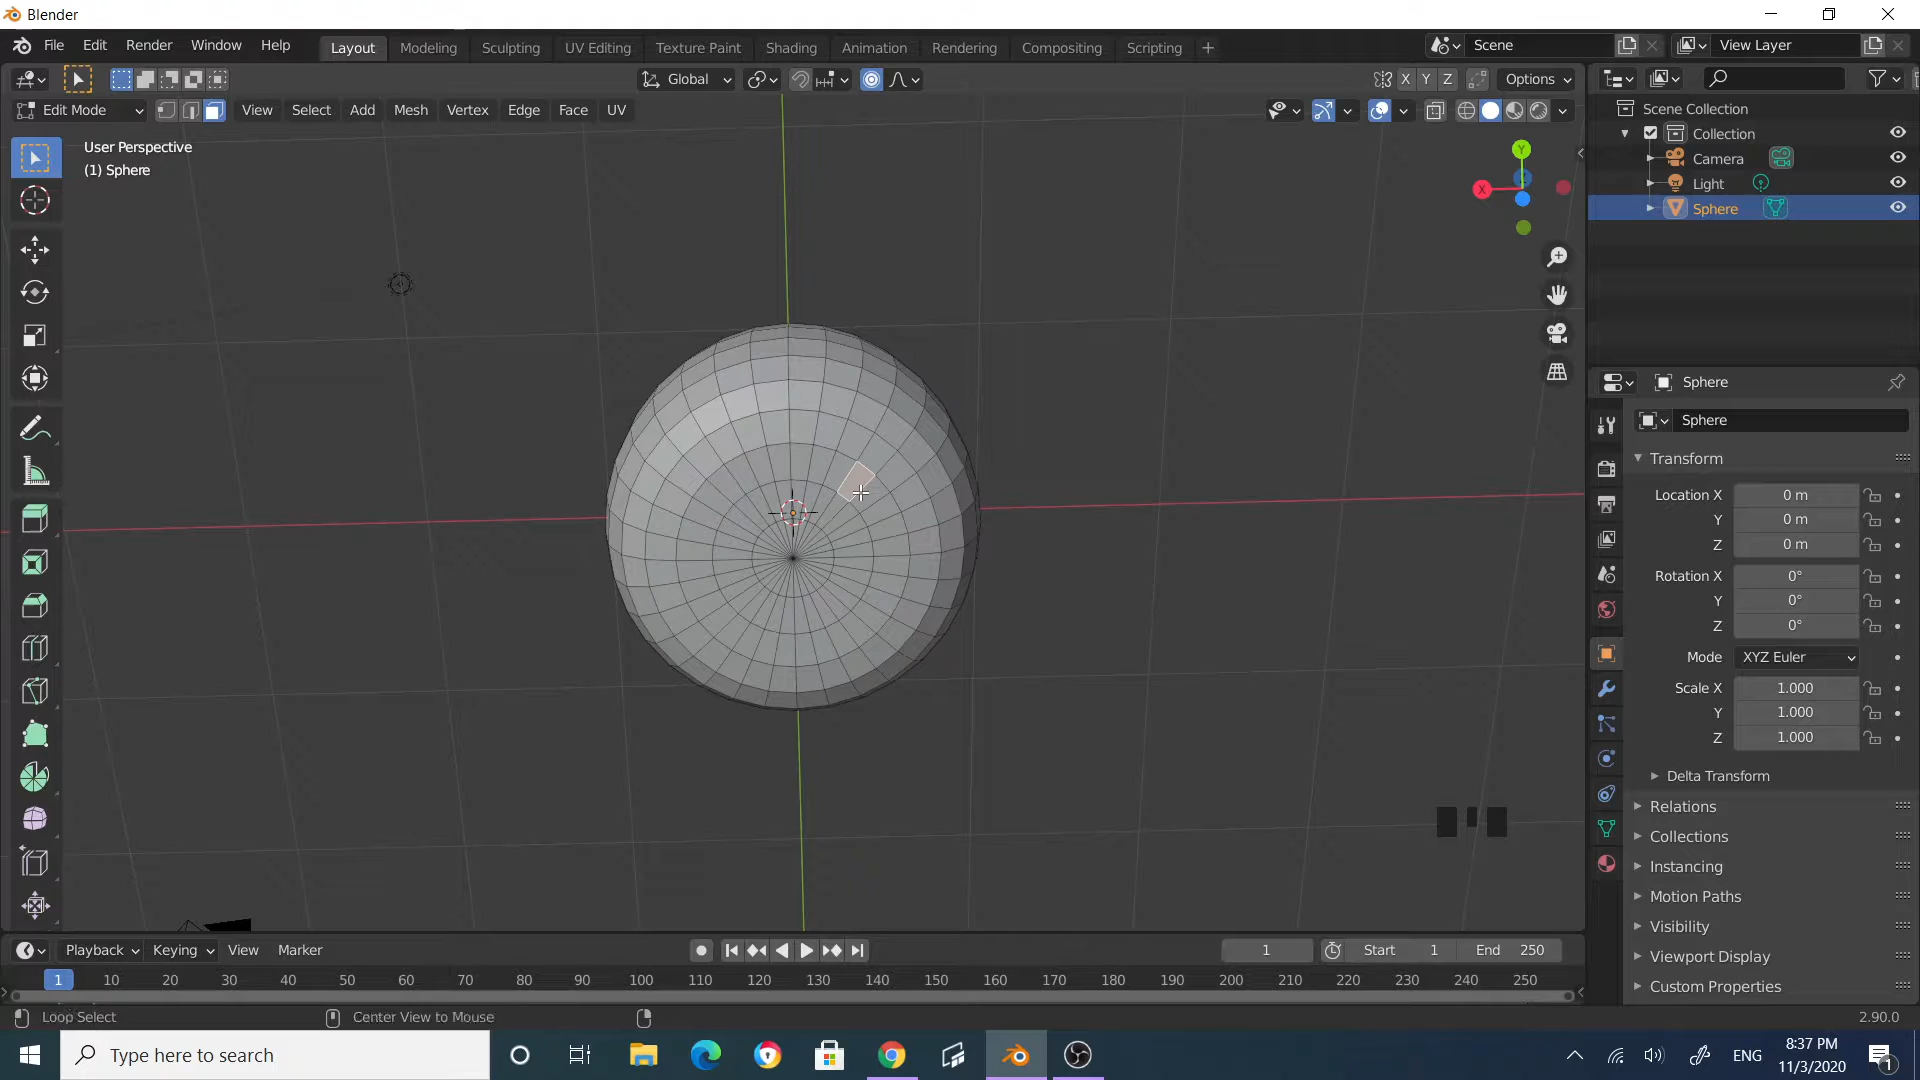 Blender
File Edit Render Window Help Layout Modeling Sculpting UV Editing Texture Paint Shading Animation Rendering Compositing Scripting + Scene View Layer
Global X Y Z Options
Edit Mode View Select Add Mesh Vertex Edge Face UV
User Perspective
(1) Sphere
Y
X
Scene Collection
Collection
Camera
Light
Sphere
Sphere
Sphere
Transform
Location X 0 m
Y 0 m
Z 0 m
Rotation X 0°
Y 0°
Z 0°
Mode XYZ Euler
Scale X 1.000
Y 1.000
Z 1.000
Delta Transform
Relations
Collections
Instancing
Motion Paths
Visibility
Viewport Display
Custom Properties
Playback Keying View Marker 1 Start 1 End 250
1 10 20 30 40 50 60 70 80 90 100 110 120 130 140 150 160 170 180 190 200 210 220 230 240 250
Loop Select Center View to Mouse 2.90.0
Type here to search
ENG
8:37 PM
11/3/2020
1